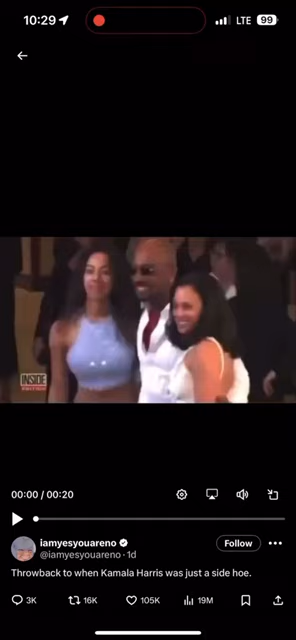 10:29
LTE
99
INSIDE
00:00 / 00:20
iamyesyouareno
@iamyesyouareno · 1d
Follow
Throwback to when Kamala Harris was just a side hoe.
3K
16K
105K
19M